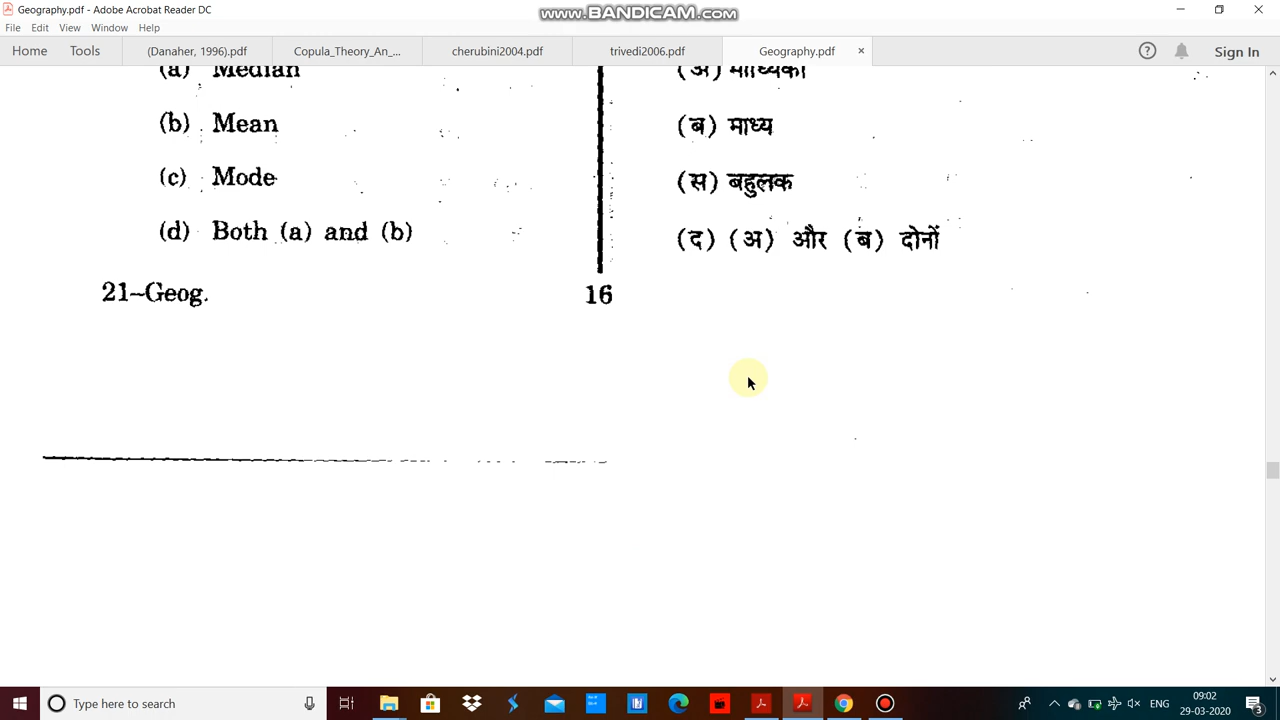 Geography.pdf - Adobe Acrobat Reader DC
www.BANDICAM.com
File Edit View Window Help
Home Tools (Danaher, 1996).pdf Copula_Theory_An_... cherubini2004.pdf trivedi2006.pdf Geography.pdf × Sign In
(a) Median
(b) Mean
(c) Mode
(d) Both (a) and (b)
(अ) माध्यिका
(ब) माध्य
(स) बहुलक
(द) (अ) और (ब) दोनों
21–Geog.
16
Type here to search
ENG
09:02
29-03-2020
3